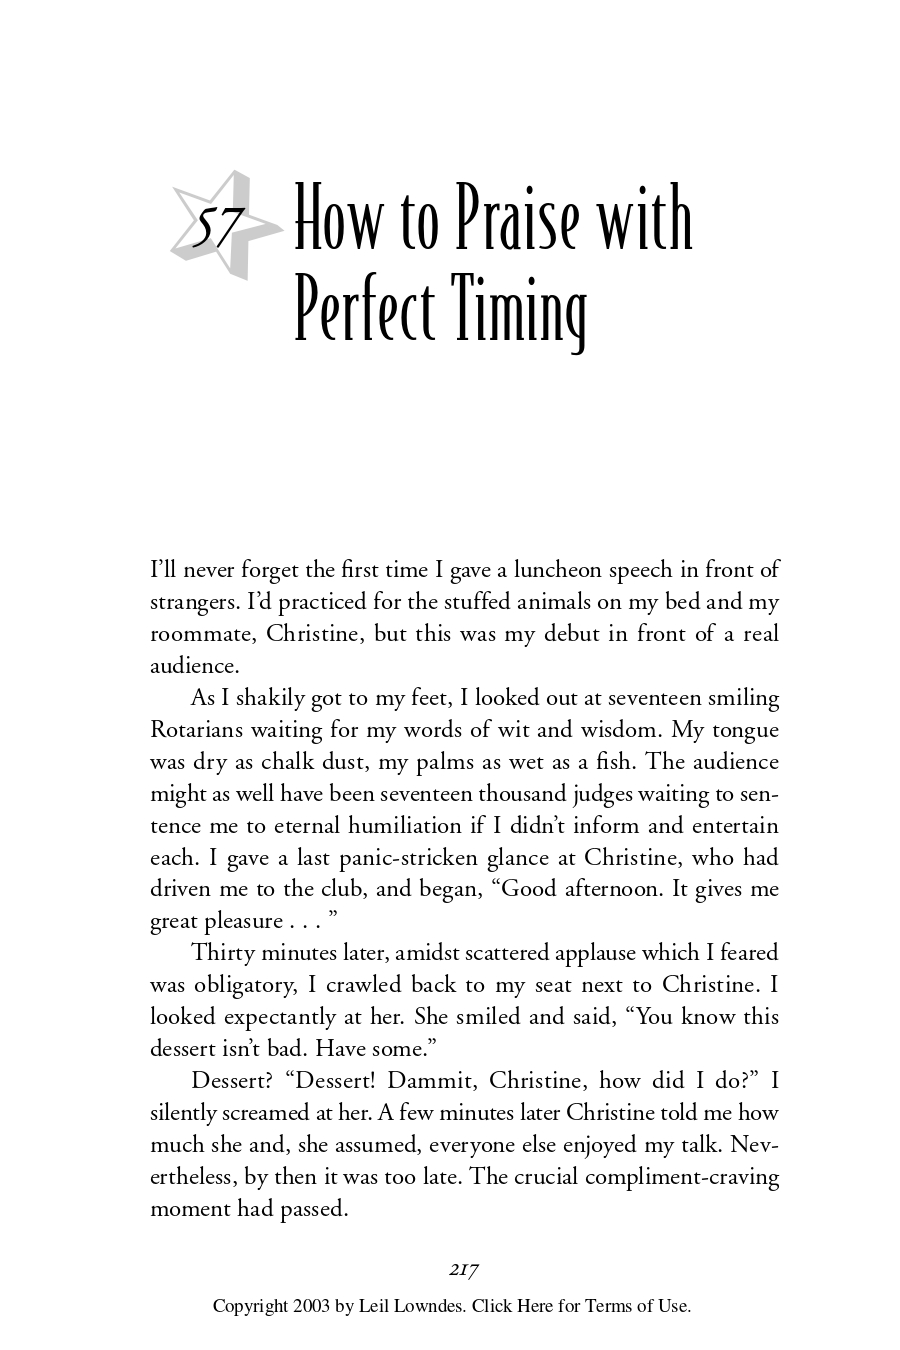 57
How to Praise with
Perfect Timing
I’ll never forget the first time I gave a luncheon speech in front of
strangers. I’d practiced for the stuffed animals on my bed and my
roommate, Christine, but this was my debut in front of a real
audience.
As I shakily got to my feet, I looked out at seventeen smiling
Rotarians waiting for my words of wit and wisdom. My tongue
was dry as chalk dust, my palms as wet as a fish. The audience
might as well have been seventeen thousand judges waiting to sen-
tence me to eternal humiliation if I didn’t inform and entertain
each. I gave a last panic-stricken glance at Christine, who had
driven me to the club, and began, “Good afternoon. It gives me
great pleasure . . . ”
Thirty minutes later, amidst scattered applause which I feared
was obligatory, I crawled back to my seat next to Christine. I
looked expectantly at her. She smiled and said, “You know this
dessert isn’t bad. Have some.”
Dessert? “Dessert! Dammit, Christine, how did I do?” I
silently screamed at her. A few minutes later Christine told me how
much she and, she assumed, everyone else enjoyed my talk. Nev-
ertheless, by then it was too late. The crucial compliment-craving
moment had passed.
217
Copyright 2003 by Leil Lowndes. Click Here for Terms of Use.